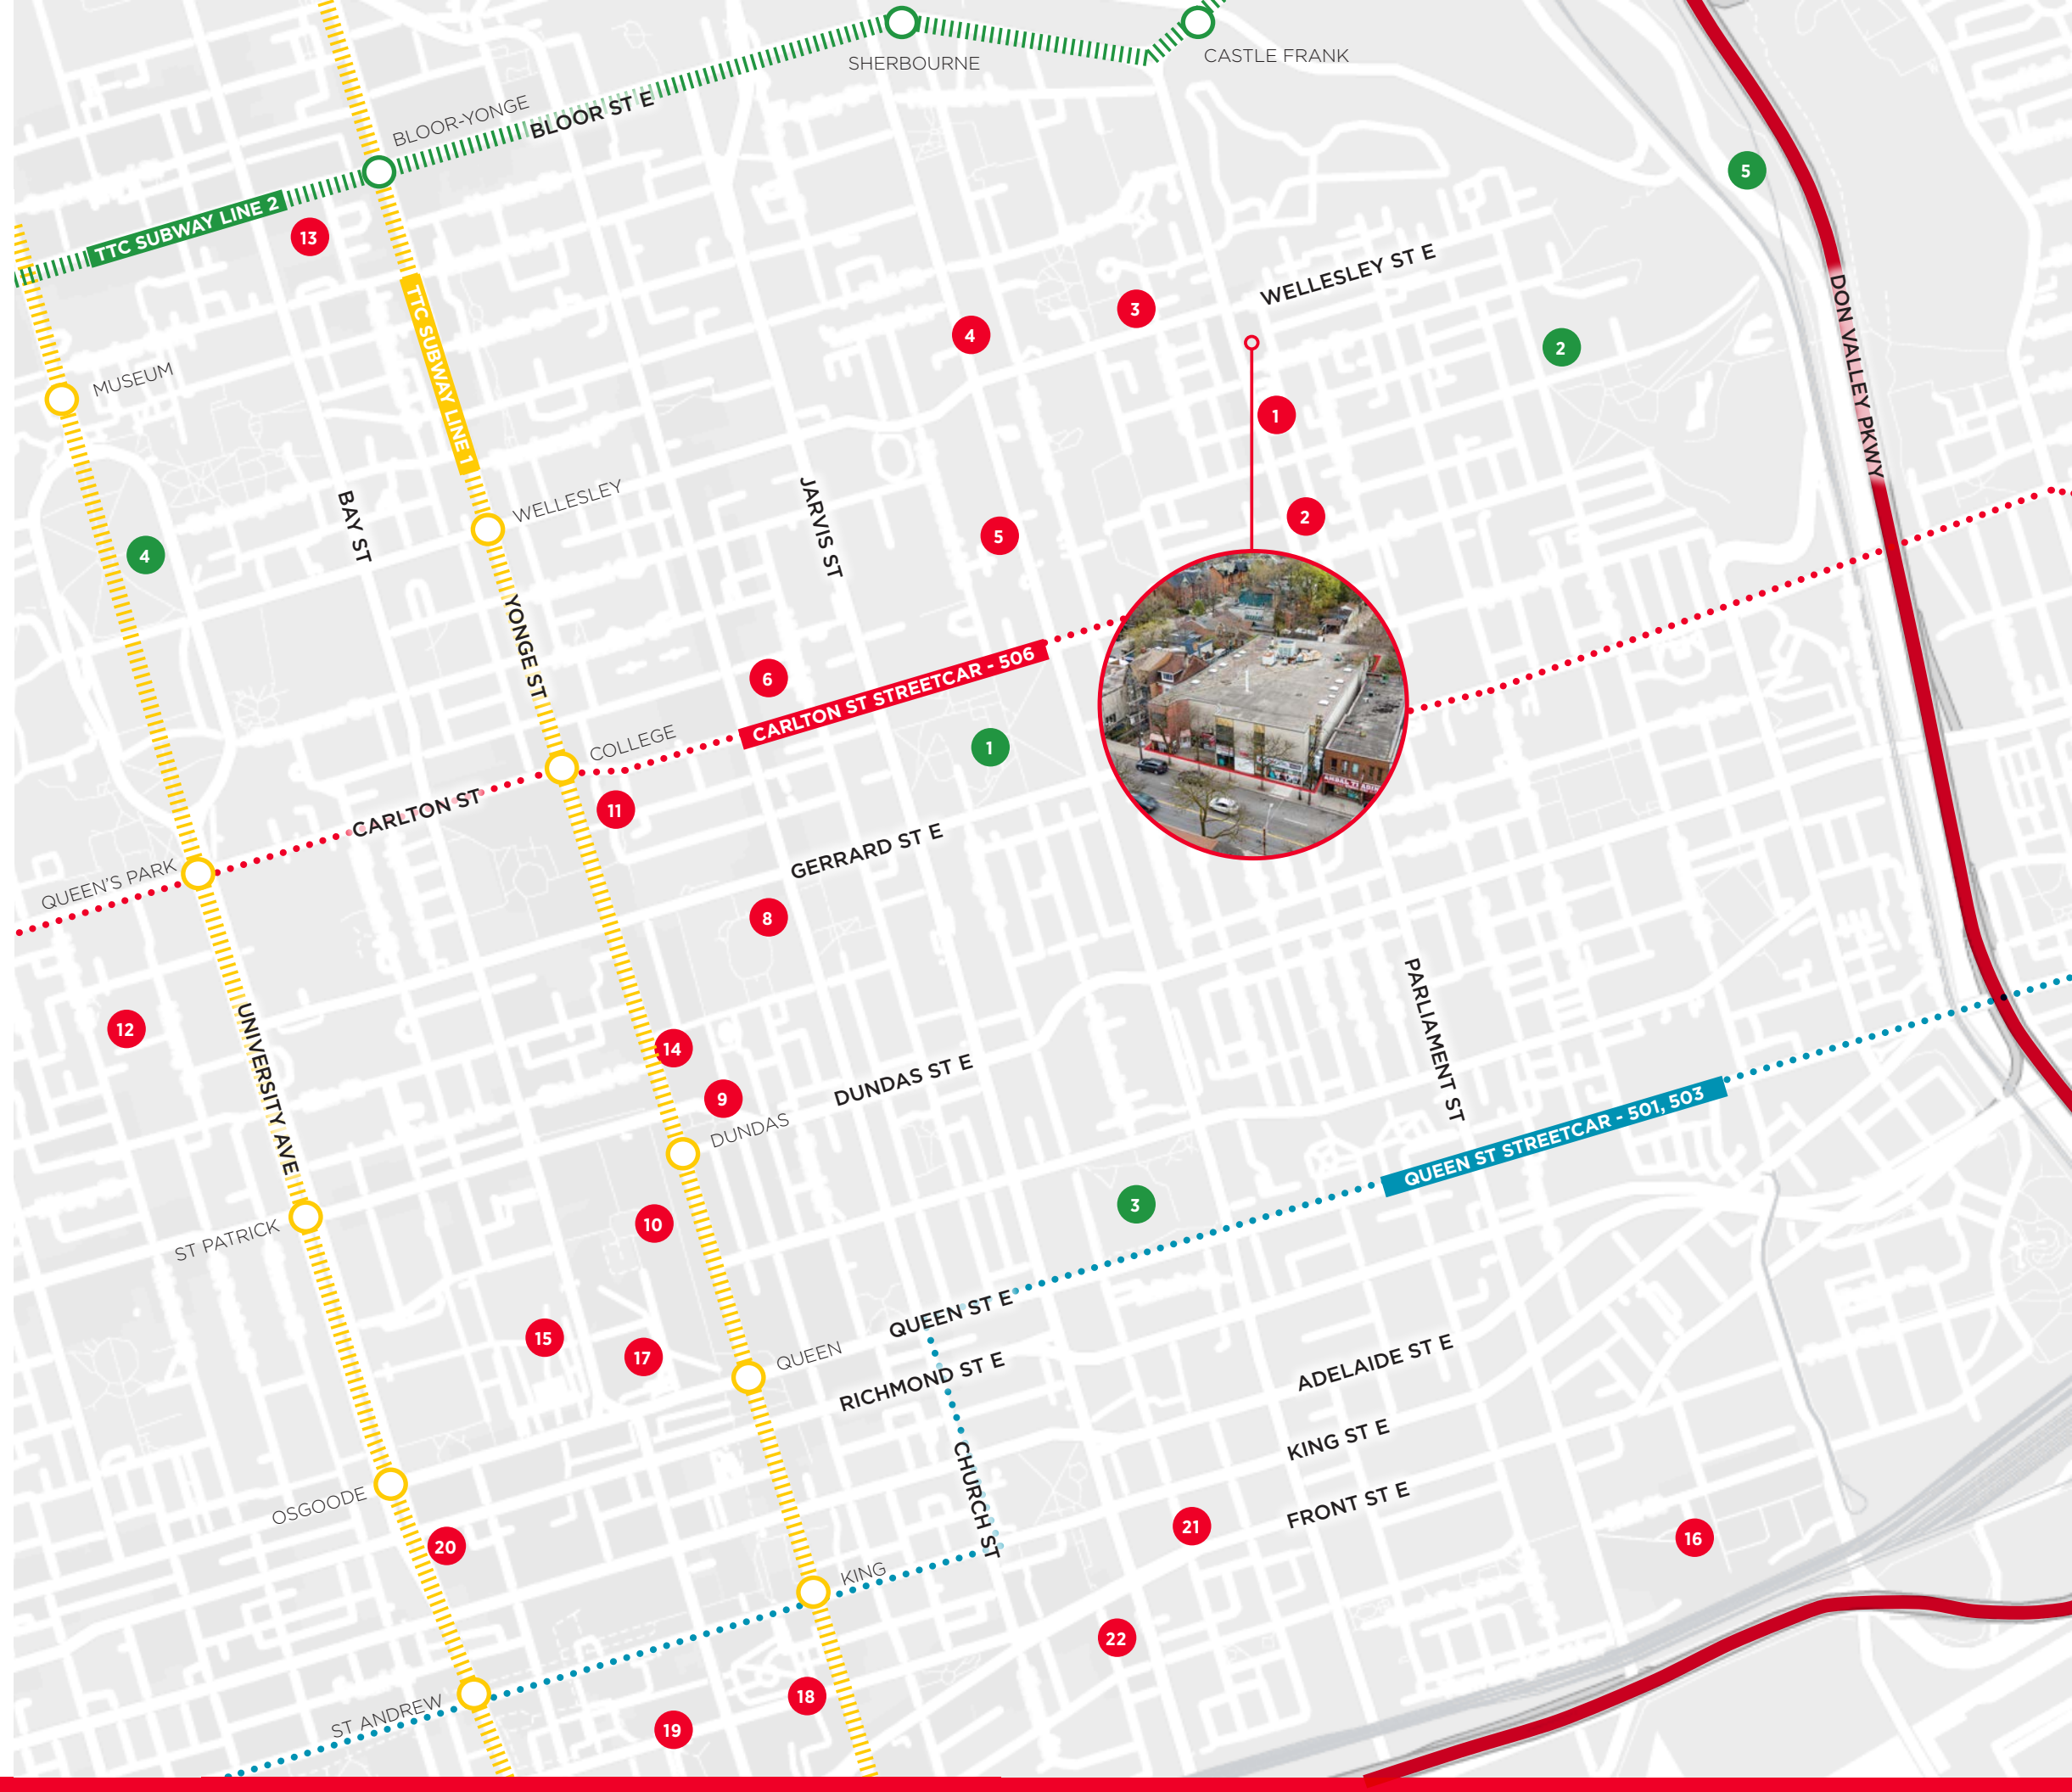 SHERBOURNE
CASTLE FRANK
BLOOR-YONGE
BLOOR ST E
TTC SUBWAY LINE 2
13
5
WELLESLEY ST E
3
4
2
DON VALLEY PKWY
TTC SUBWAY LINE 1
MUSEUM
1
WELLESLEY
BAY ST
JARVIS ST
2
5
4
YONGE ST
6
CARLTON ST STREETCAR - 506
COLLEGE
1
CARLTON ST
11
GERRARD ST E
QUEEN'S PARK
8
PARLIAMENT ST
12
UNIVERSITY AVE
14
9
DUNDAS ST E
DUNDAS
QUEEN ST STREETCAR - 501, 503
3
10
ST PATRICK
QUEEN ST E
15
17
QUEEN
RICHMOND ST E
ADELAIDE ST E
KING ST E
CHURCH ST
FRONT ST E
OSGOODE
20
21
16
KING
22
ST ANDREW
18
19